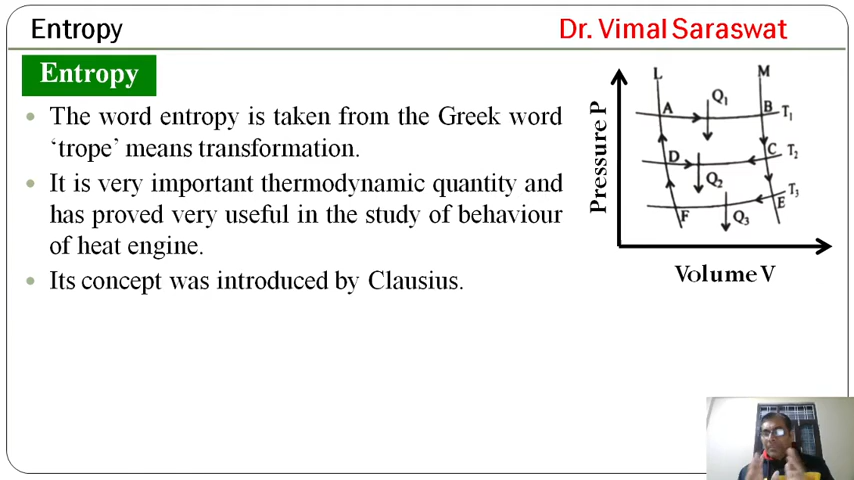 Entropy
Dr. Vimal Saraswat
Entropy
The word entropy is taken from the Greek word
‘trope’ means transformation.
It is very important thermodynamic quantity and
has proved very useful in the study of behaviour
of heat engine.
Its concept was introduced by Clausius.
L
M
Q1
A
B
T1
Pressure P
D
C
T2
Q2
T3
F
Q3
E
Volume V